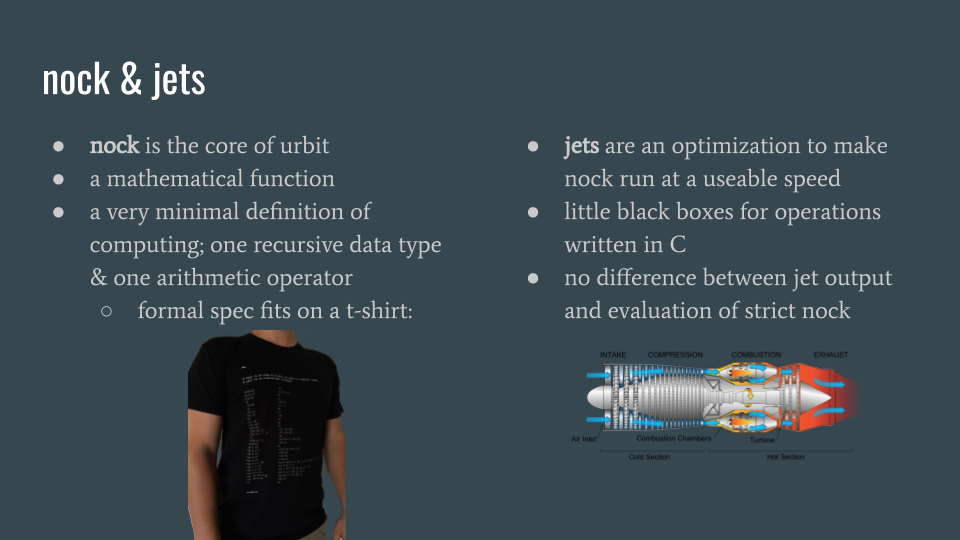 nock & jets
● nock is the core of urbit
● a mathematical function
● a very minimal definition of
computing; one recursive data type
& one arithmetic operator
○ formal spec fits on a t-shirt:
● jets are an optimization to make
nock run at a useable speed
● little black boxes for operations
written in C
● no difference between jet output
and evaluation of strict nock
INTAKE COMPRESSION COMBUSTION EXHAUST
Air Inlet Combustion Chambers Turbine
Cold Section Hot Section